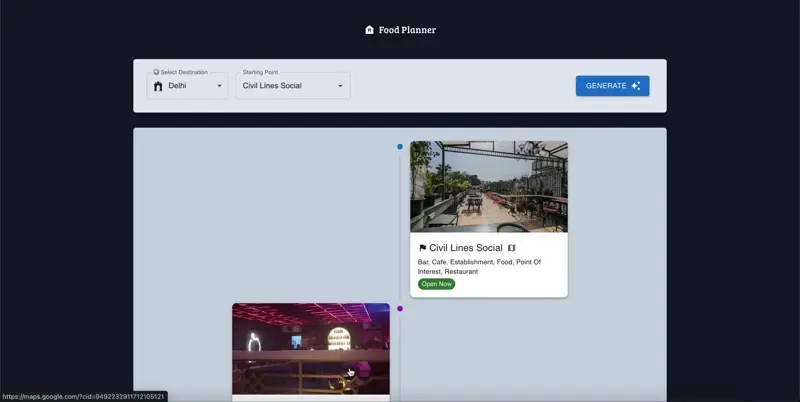 Food Planner
Select Destination
Delhi
Starting Point
Civil Lines Social
GENERATE
Civil Lines Social
Bar, Cafe, Establishment, Food, Point Of
Interest, Restaurant
Open Now
https://maps.google.com/?cid=9492232911712105121